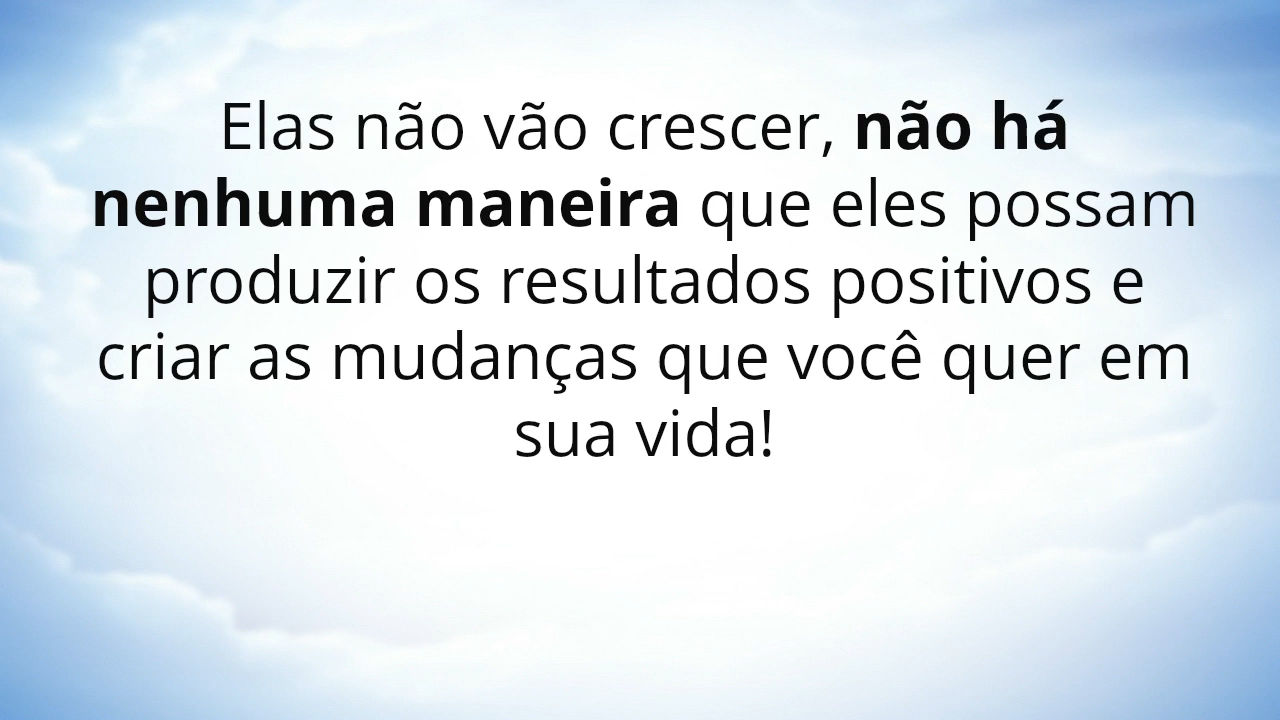 Elas não vão crescer, não há
nenhuma maneira que eles possam
produzir os resultados positivos e
criar as mudanças que você quer em
sua vida!